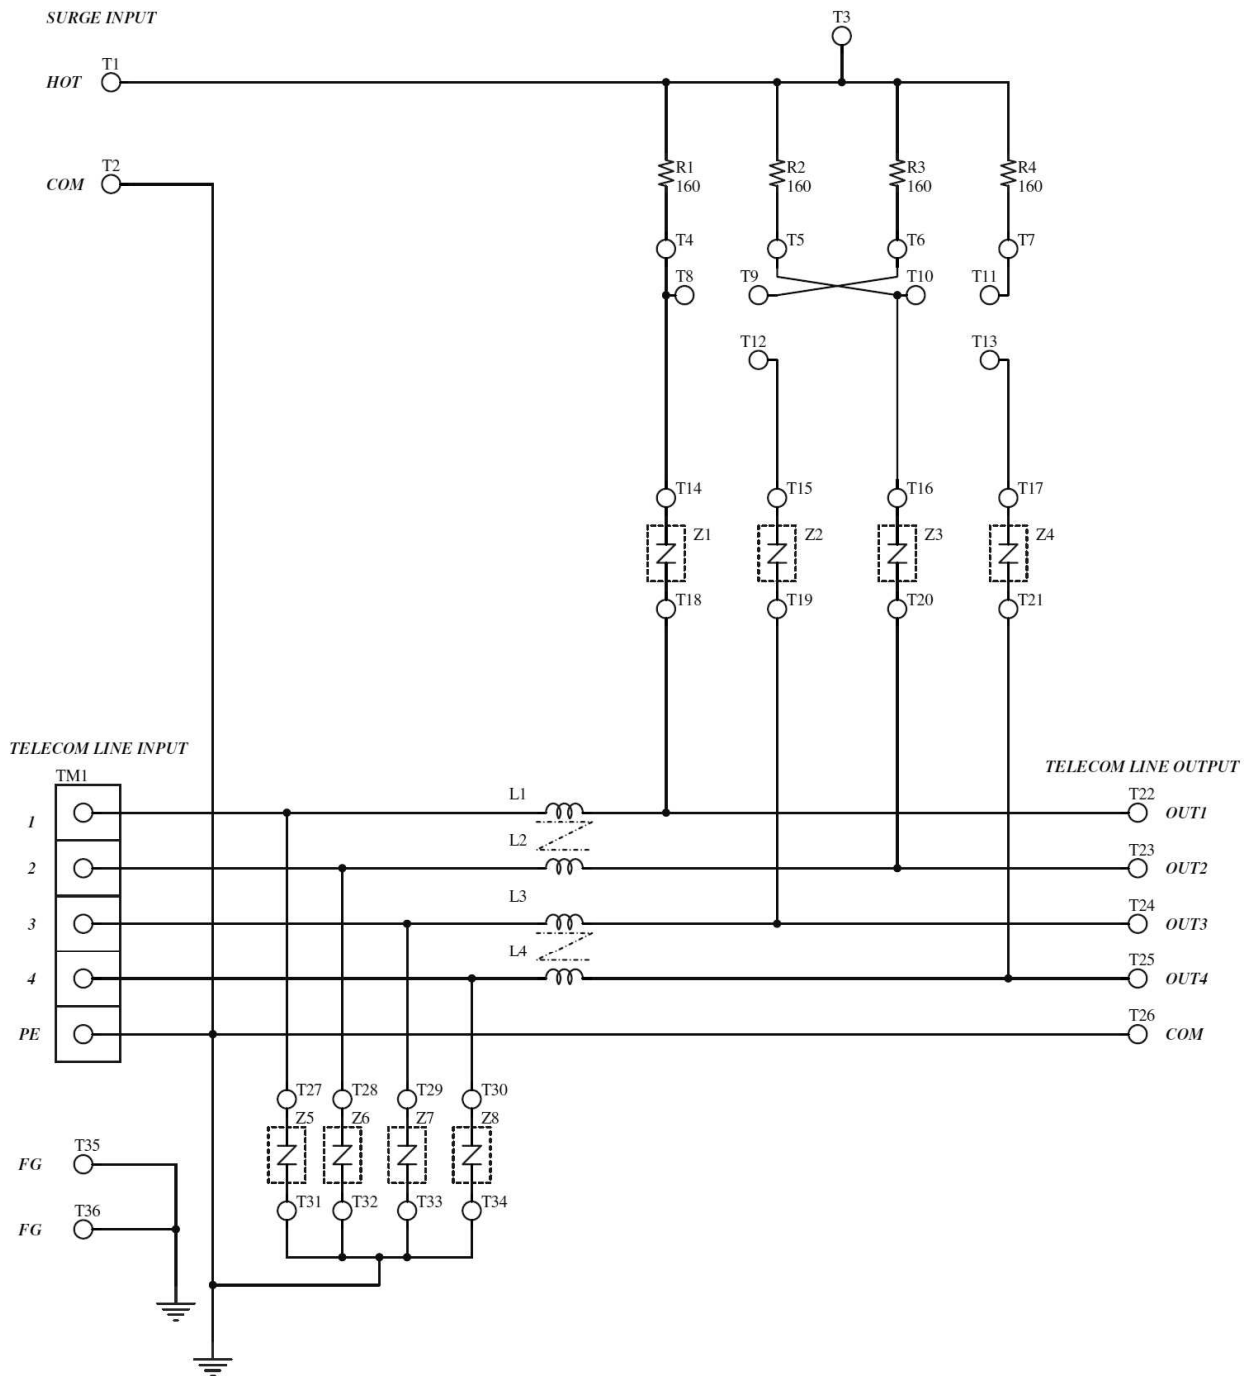 SURGE INPUT
T3
T1
HOT
T2
COM
R1
160
R2
160
R3
160
R4
160
T4
T5
T6
T7
T8
T9
T10
T11
T12
T13
T14
T15
T16
T17
Z1
Z2
Z3
Z4
T18
T19
T20
T21
TELECOM LINE INPUT
TELECOM LINE OUTPUT
TM1
1
L1
T22
OUT1
2
L2
T23
OUT2
3
L3
T24
OUT3
4
L4
T25
OUT4
PE
T26
COM
T27
T28
T29
T30
Z5
Z6
Z7
Z8
T35
FG
T31
T32
T33
T34
T36
FG